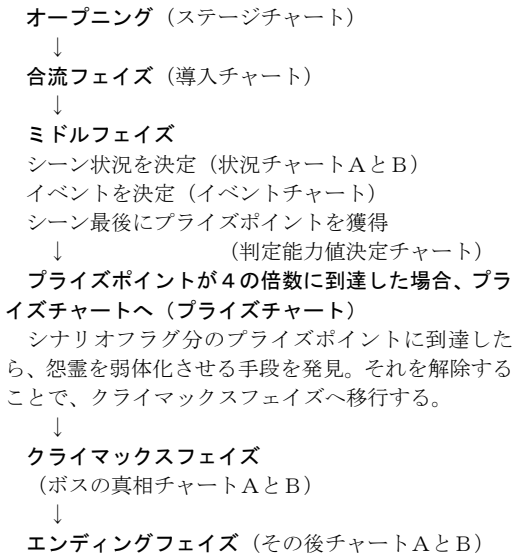 オープニング（ステージチャート）
↓
合流フェイズ（導入チャート）
↓
ミドルフェイズ
シーン状況を決定（状況チャートＡとＢ）
イベントを決定（イベントチャート）
シーン最後にプライズポイントを獲得
↓　　　　　　　　（判定能力値決定チャート）
プライズポイントが４の倍数に到達した場合、プラ
イズチャートへ（プライズチャート）
シナリオフラグ分のプライズポイントに到達した
ら、怨霊を弱体化させる手段を発見。それを解除する
ことで、クライマックスフェイズへ移行する。
↓
クライマックスフェイズ
（ボスの真相チャートＡとＢ）
↓
エンディングフェイズ（その後チャートＡとＢ）